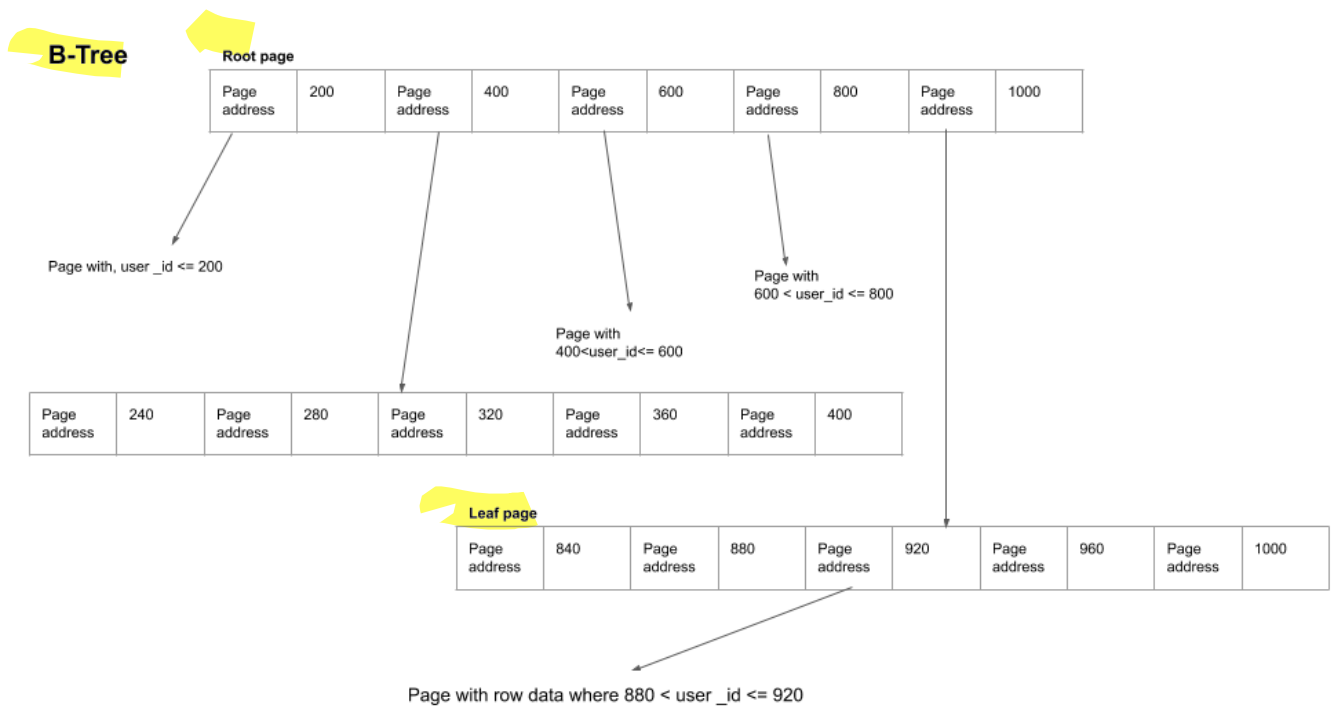 B-Tree
Root page
Page address 200 Page address 400 Page address 600 Page address 800 Page address 1000
Page with, user _id <= 200
Page with
600 < user_id <= 800
Page with
400<user_id<= 600
Page address 240 Page address 280 Page address 320 Page address 360 Page address 400
Leaf page
Page address 840 Page address 880 Page address 920 Page address 960 Page address 1000
Page with row data where 880 < user _id <= 920